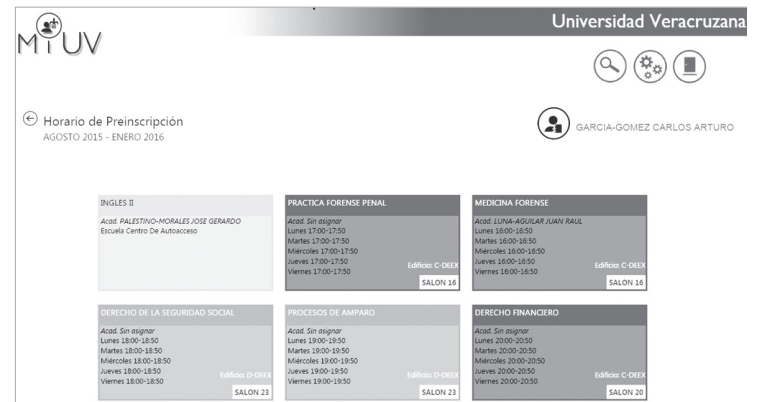 Universidad Veracruzana
MiUV
Horario de Preinscripción
AGOSTO 2015 - ENERO 2016
GARCIA-GOMEZ CARLOS ARTURO
INGLES II
Acad. PALESTINO-MORALES JOSE GERARDO
Escuela Centro De Autoacceso
PRACTICA FORENSE PENAL
Acad. Sin asignar
Lunes 17:00-17:50
Martes 17:00-17:50
Miércoles 17:00-17:50
Jueves 17:00-17:50
Viernes 17:00-17:50
Edificio: C-DEEX
SALON 16
MEDICINA FORENSE
Acad. LUNA-AGUILAR JUAN RAUL
Lunes 16:00-16:50
Martes 16:00-16:50
Miércoles 16:00-16:50
Jueves 16:00-16:50
Viernes 16:00-16:50
Edificio: C-DEEX
SALON 16
DERECHO DE LA SEGURIDAD SOCIAL
Acad. Sin asignar
Lunes 18:00-18:50
Martes 18:00-18:50
Miércoles 18:00-18:50
Jueves 18:00-18:50
Viernes 18:00-18:50
Edificio: D-DEEX
SALON 23
PROCESOS DE AMPARO
Acad. Sin asignar
Lunes 19:00-19:50
Martes 19:00-19:50
Miércoles 19:00-19:50
Jueves 19:00-19:50
Viernes 19:00-19:50
Edificio: D-DEEX
SALON 23
DERECHO FINANCIERO
Acad. Sin asignar
Lunes 20:00-20:50
Martes 20:00-20:50
Miércoles 20:00-20:50
Jueves 20:00-20:50
Viernes 20:00-20:50
Edificio: C-DEEX
SALON 20